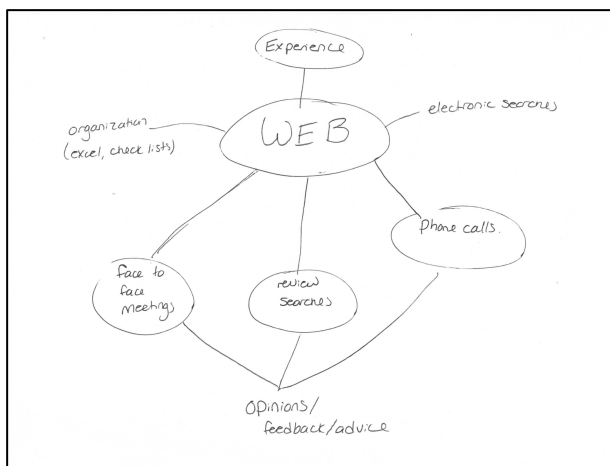 Experience
WEB
electronic searches
organization
(excel, check lists)
Phone calls.
face to
face
meetings
review
searches
Opinions/
feedback/advice